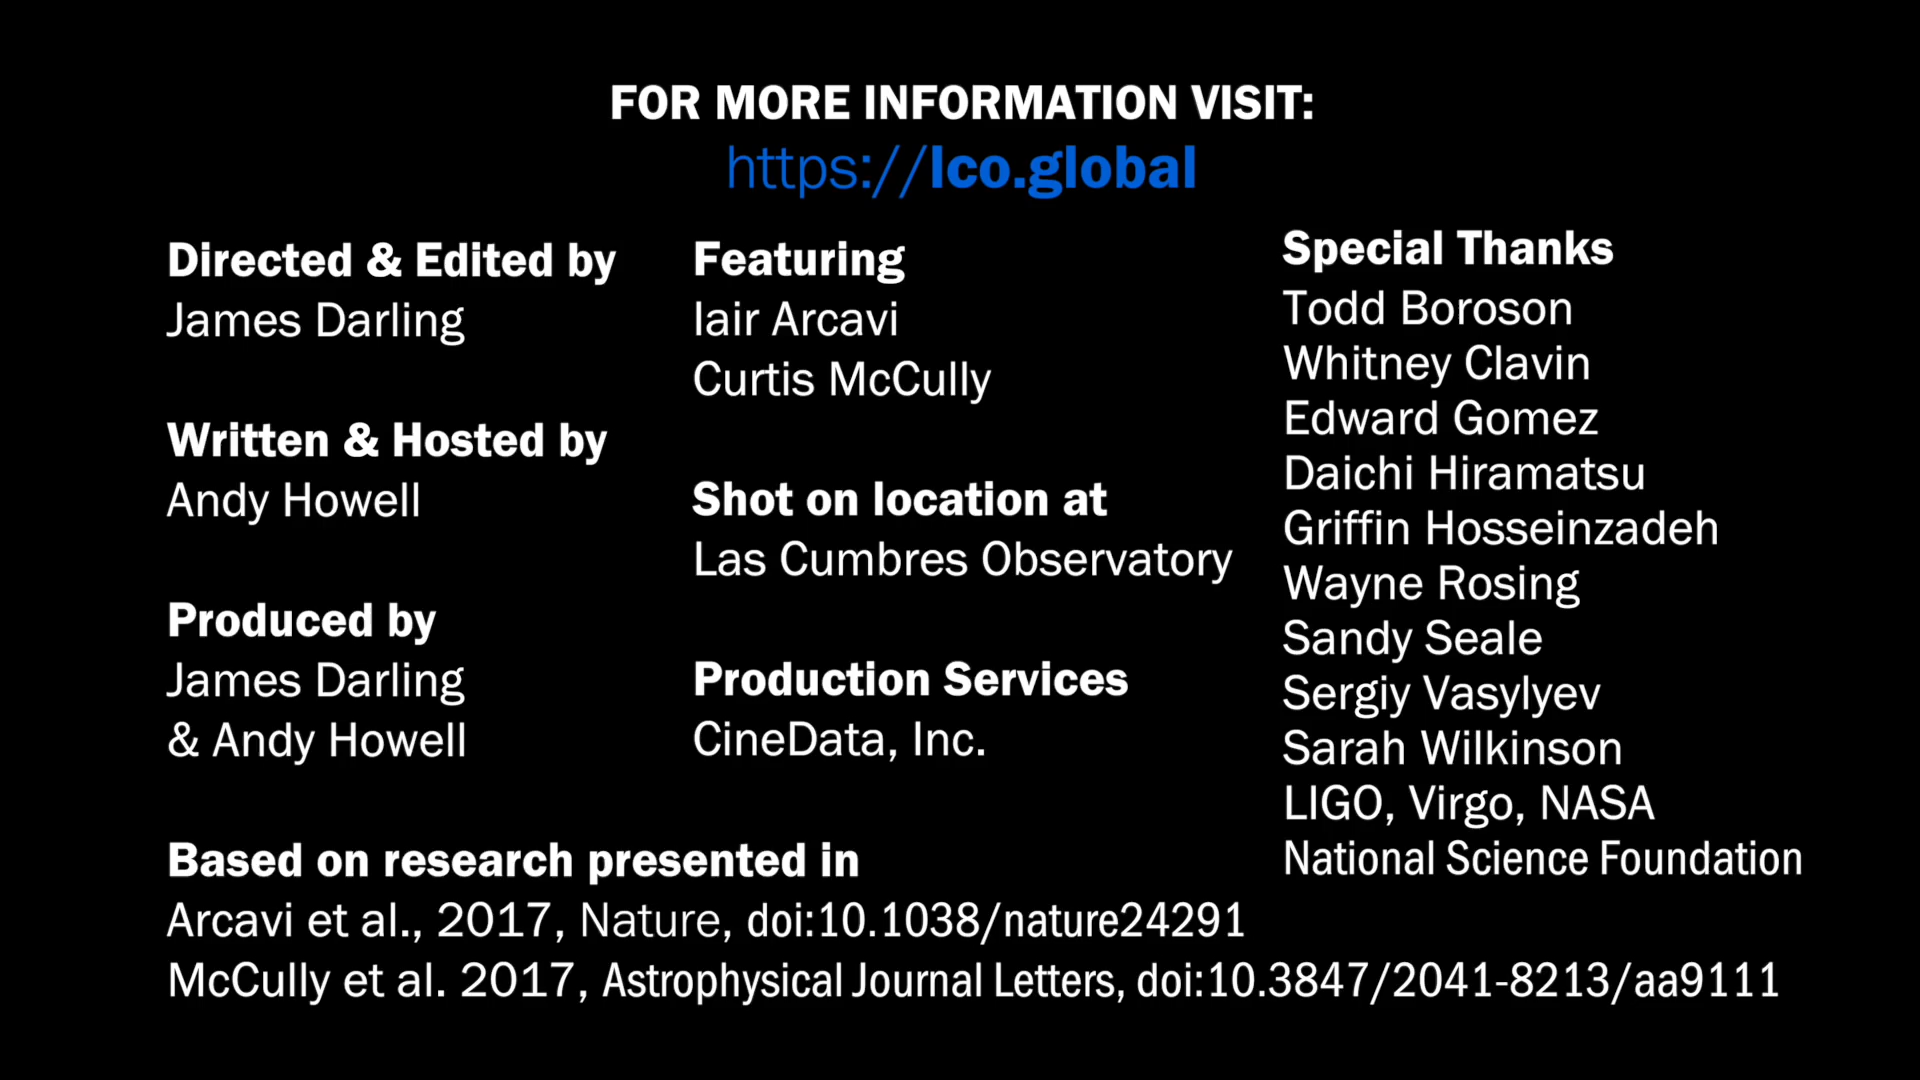 FOR MORE INFORMATION VISIT:
https://lco.global
Directed & Edited by
James Darling
Written & Hosted by
Andy Howell
Produced by
James Darling
& Andy Howell
Featuring
Iair Arcavi
Curtis McCully
Shot on location at
Las Cumbres Observatory
Production Services
CineData, Inc.
Special Thanks
Todd Boroson
Whitney Clavin
Edward Gomez
Daichi Hiramatsu
Griffin Hosseinzadeh
Wayne Rosing
Sandy Seale
Sergiy Vasylyev
Sarah Wilkinson
LIGO, Virgo, NASA
National Science Foundation
Based on research presented in
Arcavi et al., 2017, Nature, doi:10.1038/nature24291
McCully et al. 2017, Astrophysical Journal Letters, doi:10.3847/2041-8213/aa9111